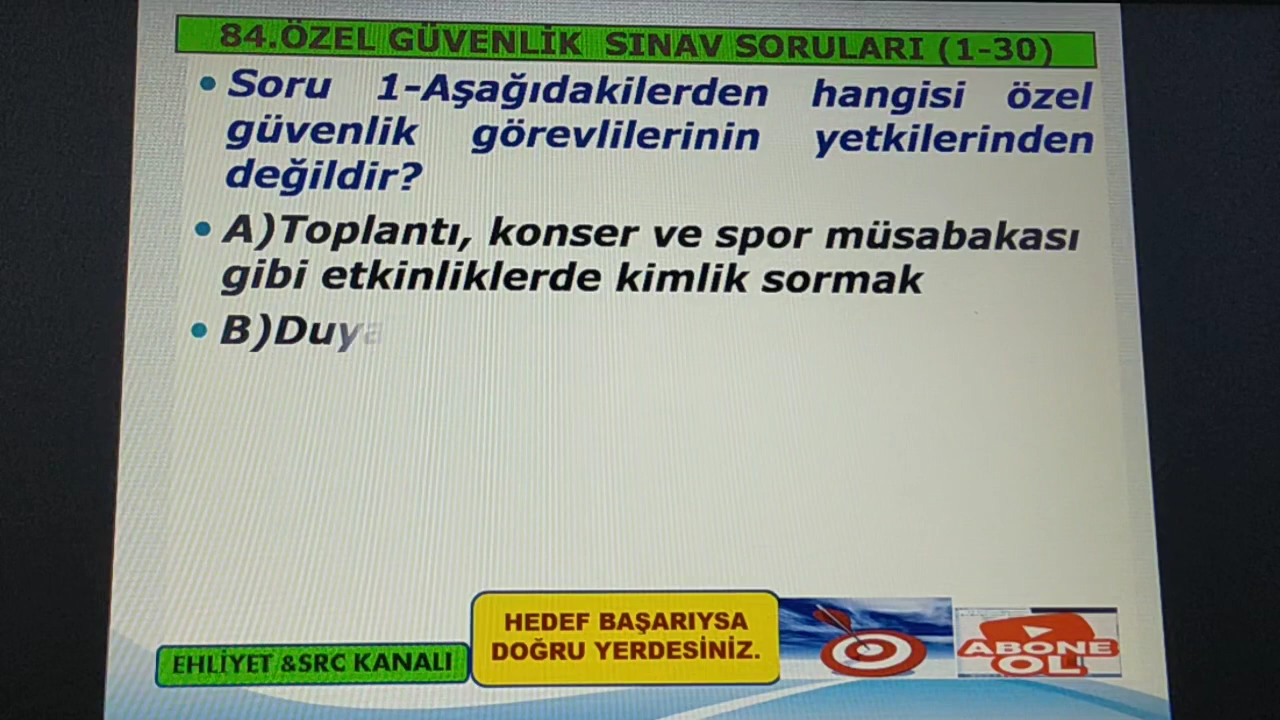 84.ÖZEL GÜVENLİK SINAV SORULARI (1-30)
• Soru 1-Aşağıdakilerden hangisi özel
güvenlik görevlilerinin yetkilerinden
değildir?
• A)Toplantı, konser ve spor müsabakası
gibi etkinliklerde kimlik sormak
• B)Duya
HEDEF BAŞARIYSA
DOĞRU YERDESİNİZ.
EHLİYET &SRC KANALI
ABONE
OL